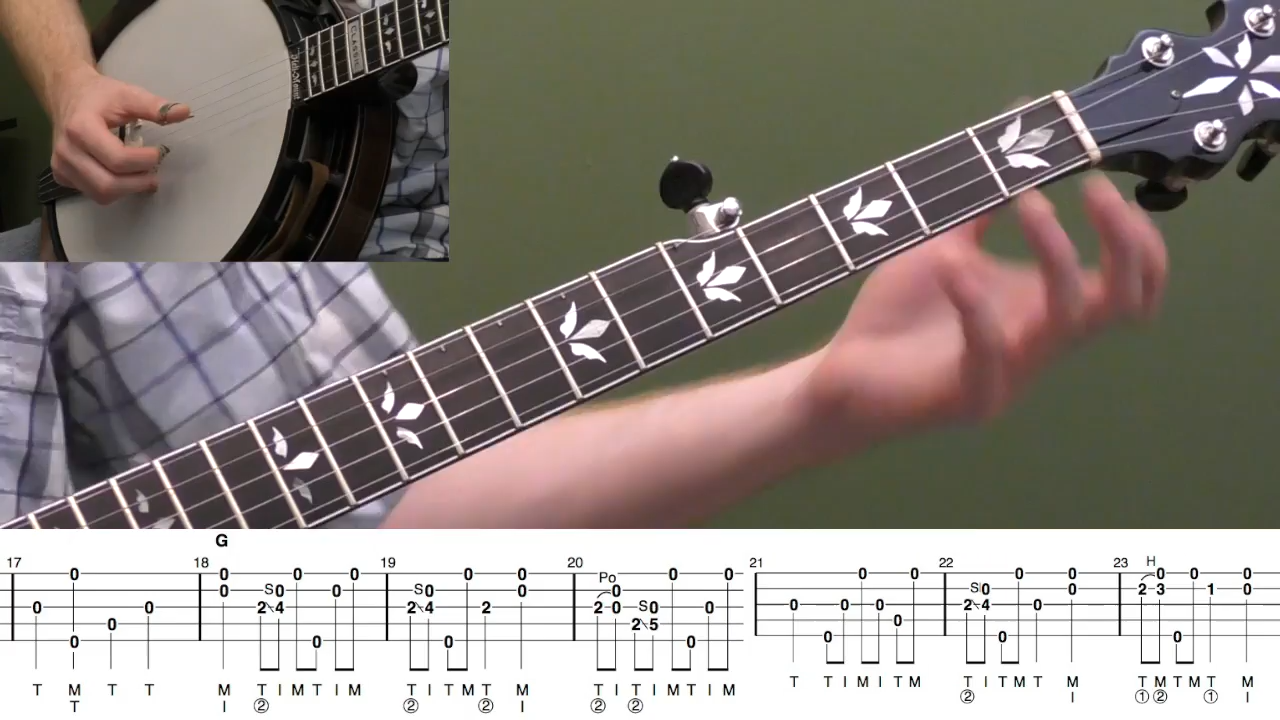 CLASSIC
G
17 18 19 20 21 22 23 H
0 0 0 0 0 0 Po 0 0 0 0 0 0 0 0 0
0 S 0 0 S 0 0 0 S 0 0 2 3 1 0
0 0 2 4 2 4 2 2 0 S 0 0 0 0 0 2 4 0
0 2 5 0
0 0 0 0 0 0 0
T M T T M T I M T I M T I T M T M T I T I M T I M T T I M I T M T I T M T M T M T M T M
T I ② ② ② I ② ② ② I ① ② ① I